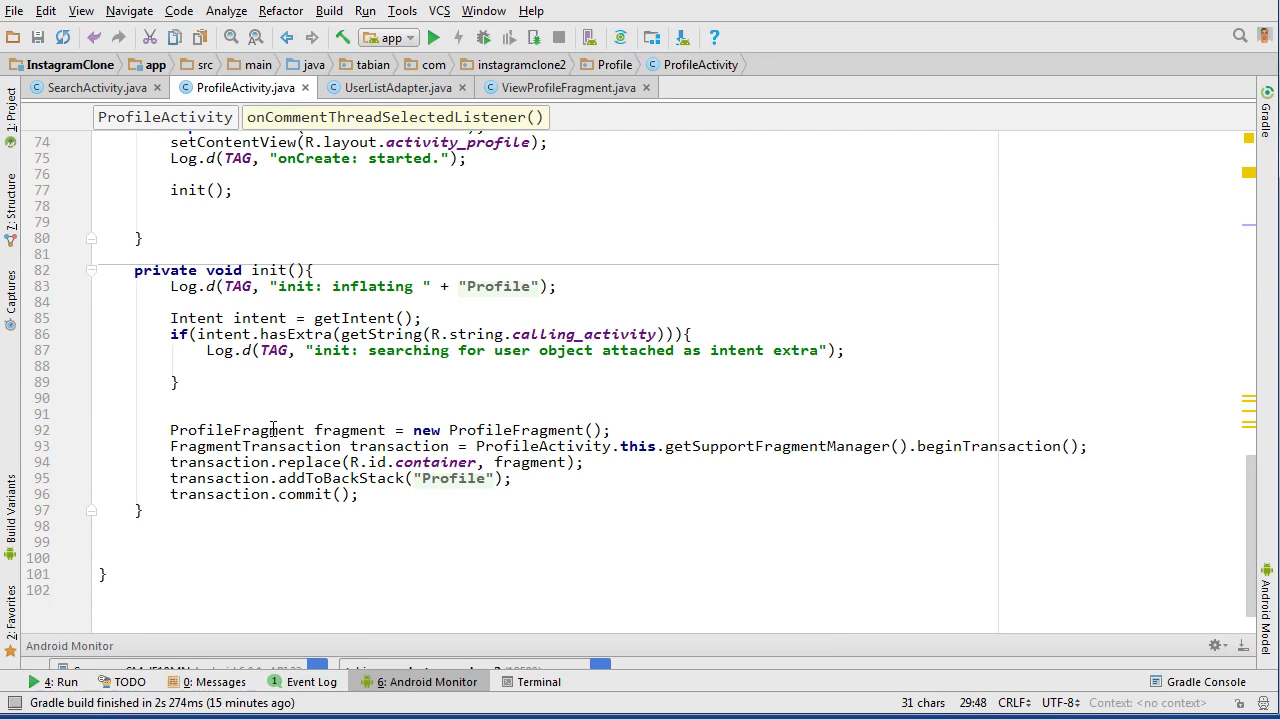 File Edit View Navigate Code Analyze Refactor Build Run Tools VCS Window Help
app
InstagramClone app src main java tabian com instagramclone2 Profile ProfileActivity
SearchActivity.java ProfileActivity.java UserListAdapter.java ViewProfileFragment.java
ProfileActivity onCommentThreadSelectedListener()
74 setContentView(R.layout.activity_profile);
75 Log.d(TAG, "onCreate: started.");
76
77 init();
78
79
80 }
81
82 private void init(){
83 Log.d(TAG, "init: inflating " + "Profile");
84
85 Intent intent = getIntent();
86 if(intent.hasExtra(getString(R.string.calling_activity))){
87 Log.d(TAG, "init: searching for user object attached as intent extra");
88
89 }
90
91
92 ProfileFragment fragment = new ProfileFragment();
93 FragmentTransaction transaction = ProfileActivity.this.getSupportFragmentManager().beginTransaction();
94 transaction.replace(R.id.container, fragment);
95 transaction.addToBackStack("Profile");
96 transaction.commit();
97 }
98
99
100
101 }
102
1: Project
7: Structure
Captures
Build Variants
2: Favorites
Gradle
Android Model
Android Monitor
4: Run TODO 0: Messages 1 Event Log 6: Android Monitor Terminal Gradle Console
Gradle build finished in 2s 274ms (15 minutes ago) 31 chars 29:48 CRLF÷ UTF-8÷ Context: <no context>